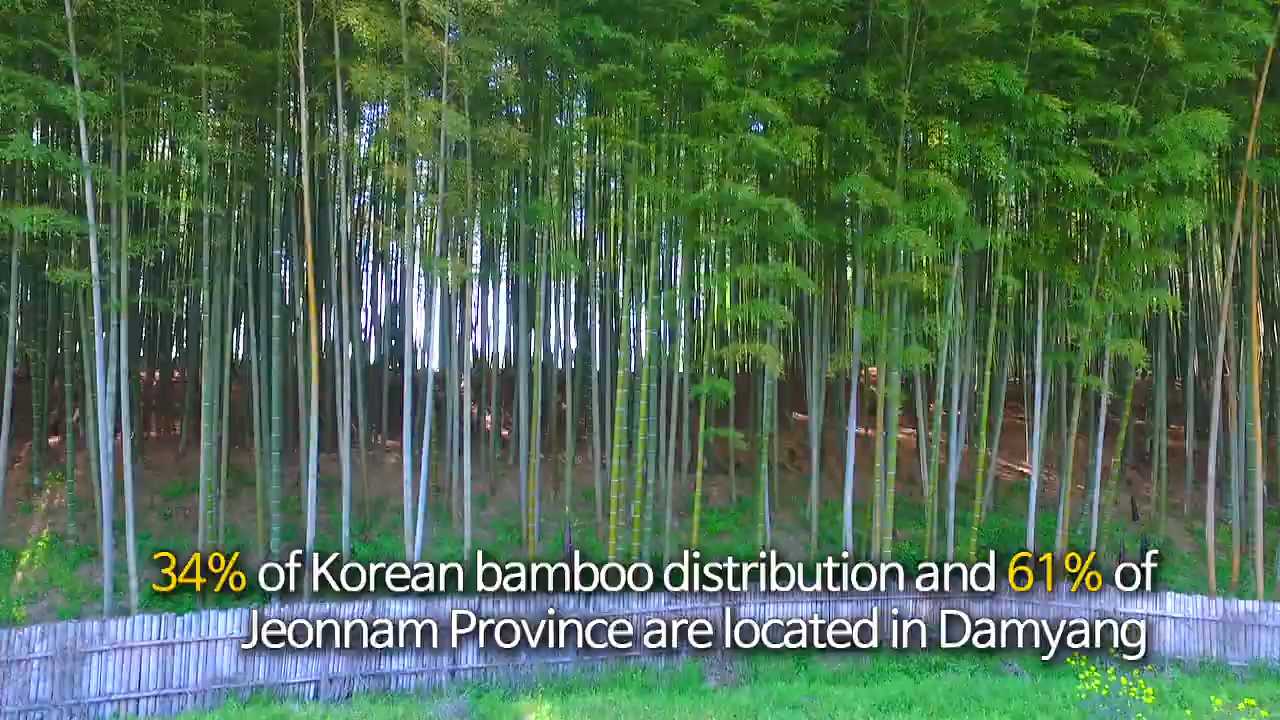 34% of Korean bamboo distribution and 61% of
Jeonnam Province are located in Damyang